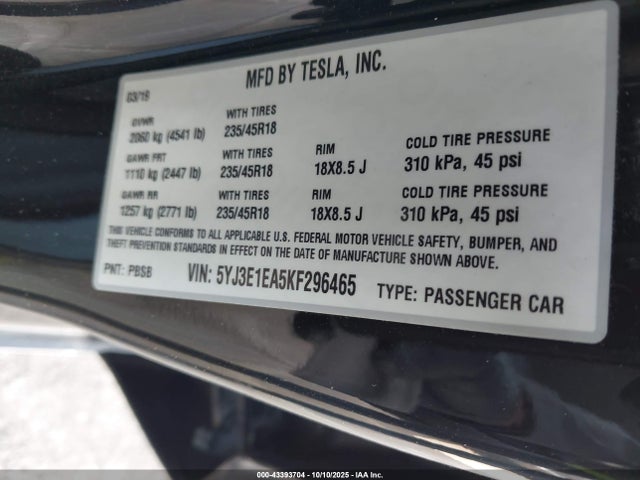 MFD BY TESLA, INC.
03/19
GVWR
2060 kg (4541 lb)
WITH TIRES
235/45R18
GAWR FRT
1110 kg (2447 lb)
WITH TIRES
235/45R18
RIM
18X8.5 J
COLD TIRE PRESSURE
310 kPa, 45 psi
GAWR RR
1257 kg (2771 lb)
WITH TIRES
235/45R18
RIM
18X8.5 J
COLD TIRE PRESSURE
310 kPa, 45 psi
THIS VEHICLE CONFORMS TO ALL APPLICABLE U.S. FEDERAL MOTOR VEHICLE SAFETY, BUMPER, AND
THEFT PREVENTION STANDARDS IN EFFECT ON THE DATE OF MANUFACTURE SHOWN ABOVE.
PNT: PBSB
VIN: 5YJ3E1EA5KF296465
TYPE: PASSENGER CAR
000-43393704 - 10/10/2025 - IAA Inc.